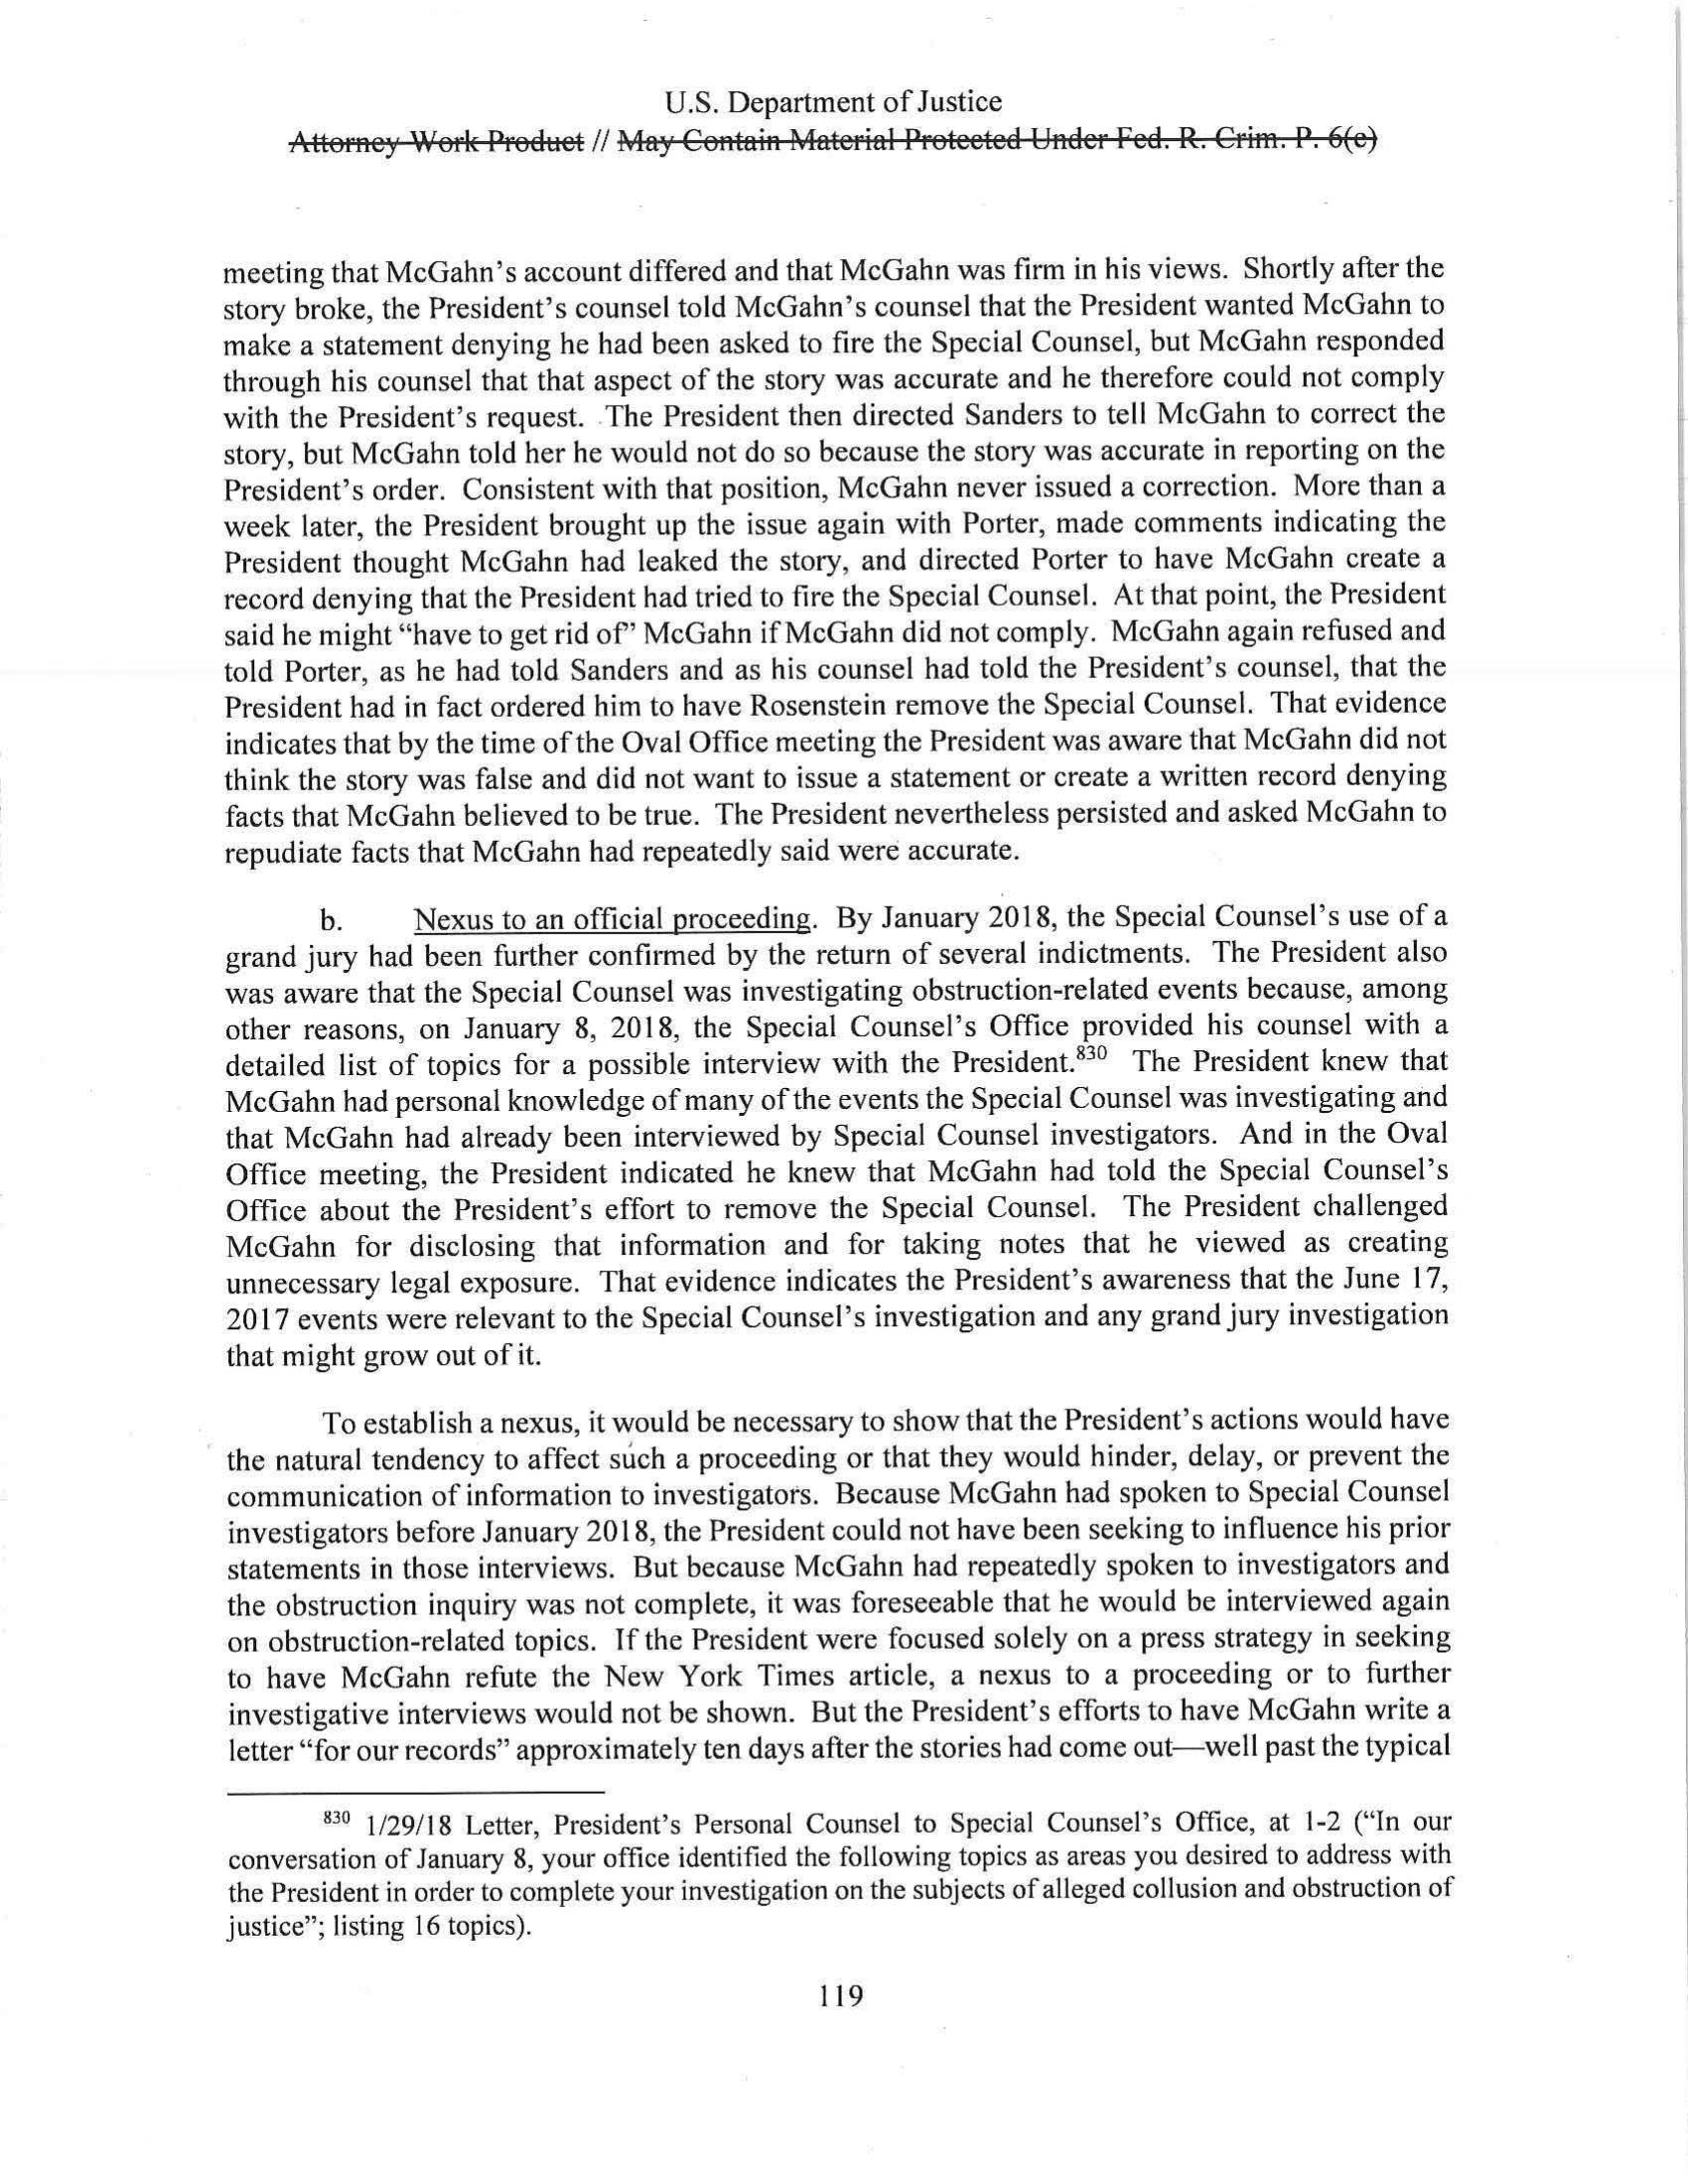 U.S. Department of Justice
Attorney Work Product // May Contain Material Protected Under Fed. R. Crim. P. 6(e)
meeting that McGahn's account differed and that McGahn was firm in his views. Shortly after the
story broke, the President's counsel told McGahn's counsel that the President wanted McGahn to
make a statement denying he had been asked to fire the Special Counsel, but McGahn responded
through his counsel that that aspect of the story was accurate and he therefore could not comply
with the President's request. The President then directed Sanders to tell McGahn to correct the
story, but McGahn told her he would not do so because the story was accurate in reporting on the
President's order. Consistent with that position, McGahn never issued a correction. More than a
week later, the President brought up the issue again with Porter, made comments indicating the
President thought McGahn had leaked the story, and directed Porter to have McGahn create a
record denying that the President had tried to fire the Special Counsel. At that point, the President
said he might "have to get rid of" McGahn if McGahn did not comply. McGahn again refused and
told Porter, as he had told Sanders and as his counsel had told the President's counsel, that the
President had in fact ordered him to have Rosenstein remove the Special Counsel. That evidence
indicates that by the time of the Oval Office meeting the President was aware that McGahn did not
think the story was false and did not want to issue a statement or create a written record denying
facts that McGahn believed to be true. The President nevertheless persisted and asked McGahn to
repudiate facts that McGahn had repeatedly said were accurate.
b. Nexus to an official proceeding. By January 2018, the Special Counsel's use of a
grand jury had been further confirmed by the return of several indictments. The President also
was aware that the Special Counsel was investigating obstruction-related events because, among
other reasons, on January 8, 2018, the Special Counsel's Office provided his counsel with a
detailed list of topics for a possible interview with the President.830 The President knew that
McGahn had personal knowledge of many of the events the Special Counsel was investigating and
that McGahn had already been interviewed by Special Counsel investigators. And in the Oval
Office meeting, the President indicated he knew that McGahn had told the Special Counsel's
Office about the President's effort to remove the Special Counsel. The President challenged
McGahn for disclosing that information and for taking notes that he viewed as creating
unnecessary legal exposure. That evidence indicates the President's awareness that the June 17,
2017 events were relevant to the Special Counsel's investigation and any grand jury investigation
that might grow out of it.
To establish a nexus, it would be necessary to show that the President's actions would have
the natural tendency to affect such a proceeding or that they would hinder, delay, or prevent the
communication of information to investigators. Because McGahn had spoken to Special Counsel
investigators before January 2018, the President could not have been seeking to influence his prior
statements in those interviews. But because McGahn had repeatedly spoken to investigators and
the obstruction inquiry was not complete, it was foreseeable that he would be interviewed again
on obstruction-related topics. If the President were focused solely on a press strategy in seeking
to have McGahn refute the New York Times article, a nexus to a proceeding or to further
investigative interviews would not be shown. But the President's efforts to have McGahn write a
letter "for our records" approximately ten days after the stories had come out—well past the typical
830 1/29/18 Letter, President's Personal Counsel to Special Counsel's Office, at 1-2 ("In our
conversation of January 8, your office identified the following topics as areas you desired to address with
the President in order to complete your investigation on the subjects of alleged collusion and obstruction of
justice"; listing 16 topics).
119